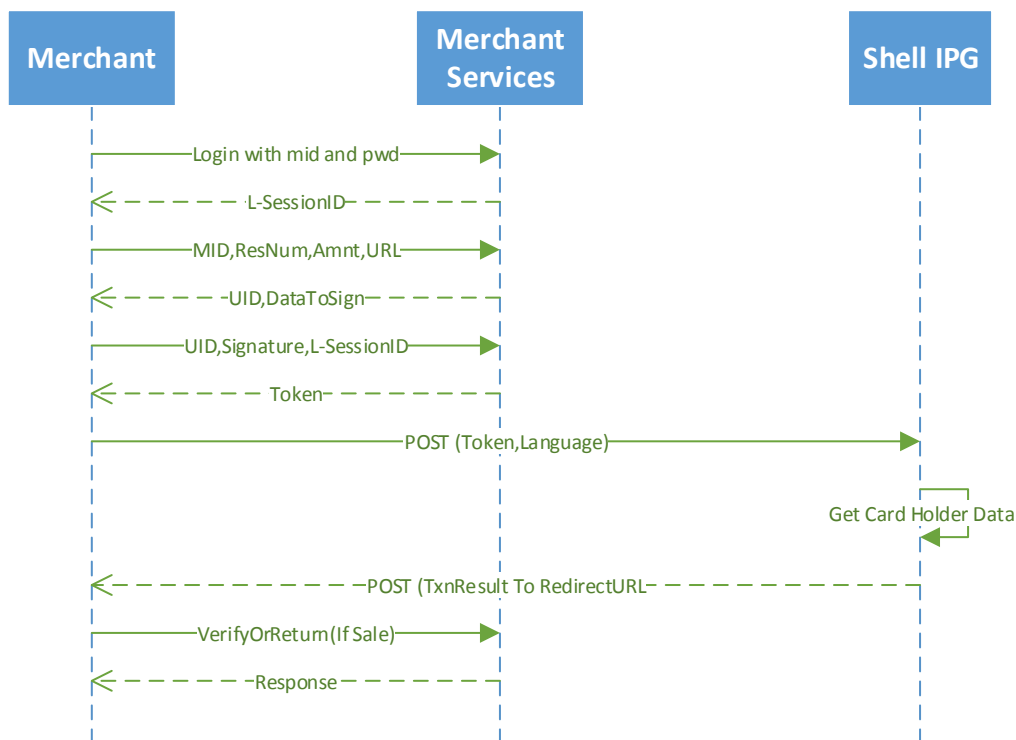 Merchant
Merchant
Services
Shell IPG
Login with mid and pwd
L-SessionID
MID,ResNum,Amnt,URL
UID,DataToSign
UID,Signature,L-SessionID
Token
POST (Token,Language)
Get Card Holder Data
POST (TxnResult To RedirectURL
VerifyOrReturn(If Sale)
Response